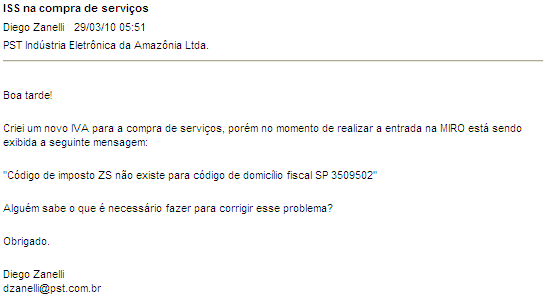 ISS na compra de serviços
Diego Zanelli 29/03/10 05:51
PST Indústria Eletrônica da Amazônia Ltda.
Boa tarde!
Criei um novo IVA para a compra de serviços, porém no momento de realizar a entrada na MIRO está sendo
exibida a seguinte mensagem:
"Código de imposto ZS não existe para código de domicílio fiscal SP 3509502"
Alguém sabe o que é necessário fazer para corrigir esse problema?
Obrigado.
Diego Zanelli
dzanelli@pst.com.br